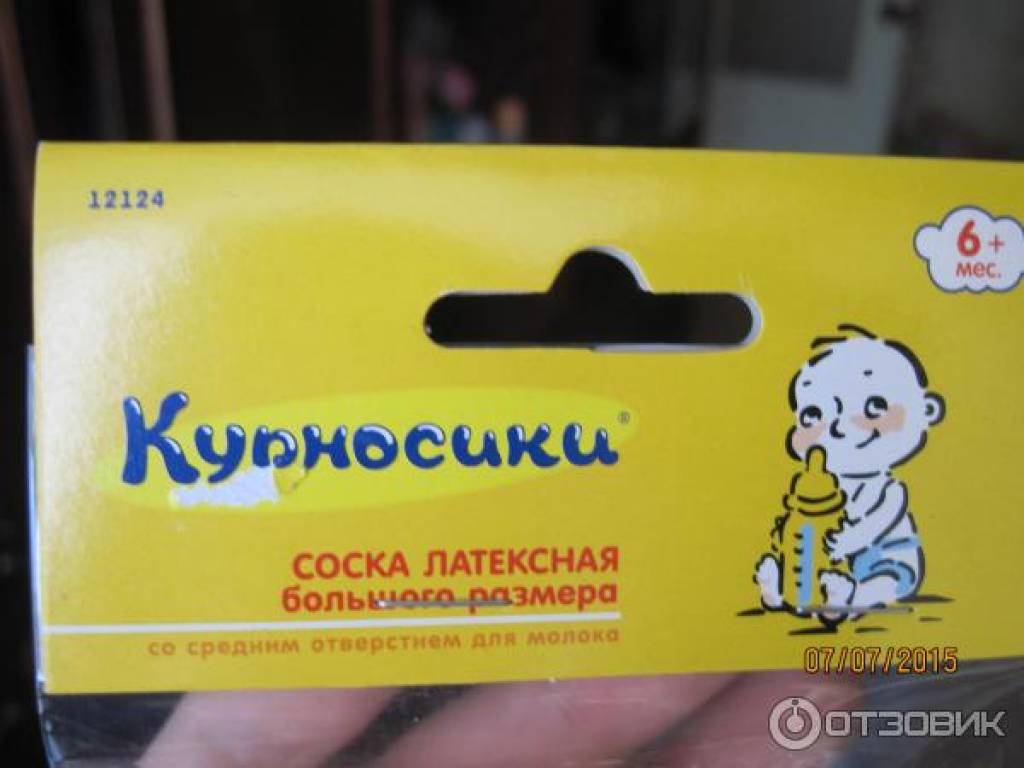 12124
6+
мес.
Курносики®
СОСКА ЛАТЕКСНАЯ
большого размера
со средним отверстием для молока
07/07/2015
ОТЗОВИК